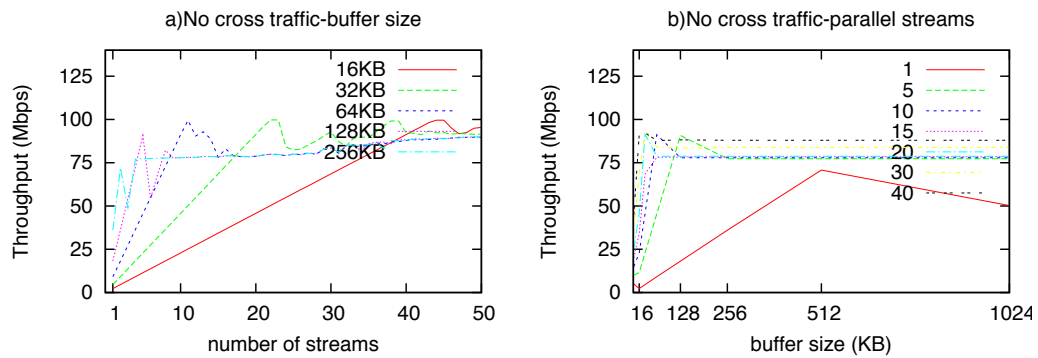 a)No cross traffic-buffer size
Throughput (Mbps)
125
100
75
50
25
0
16KB
32KB
64KB
128KB
256KB
1
10
20
30
40
50
number of streams
b)No cross traffic-parallel streams
Throughput (Mbps)
125
100
75
50
25
0
1
5
10
15
20
30
40
16
128
256
512
1024
buffer size (KB)